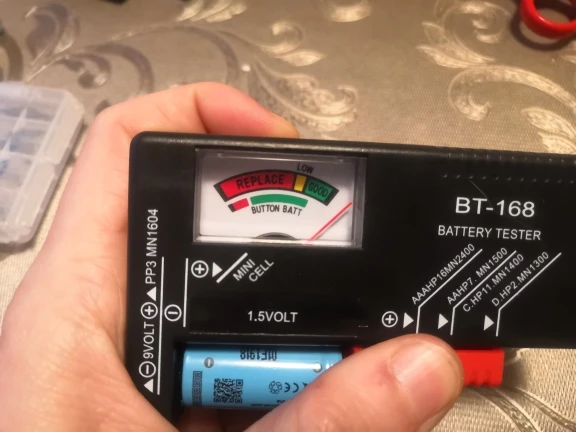 LOW
REPLACE GOOD
BUTTON BATT
BT-168
BATTERY TESTER
MINI
CELL
1.5VOLT
AAAHP16MN2400
AAHP7. MN1500
C.HP11 MN1400
D.HP2 MN1300
9VOLT PP3 MN1604